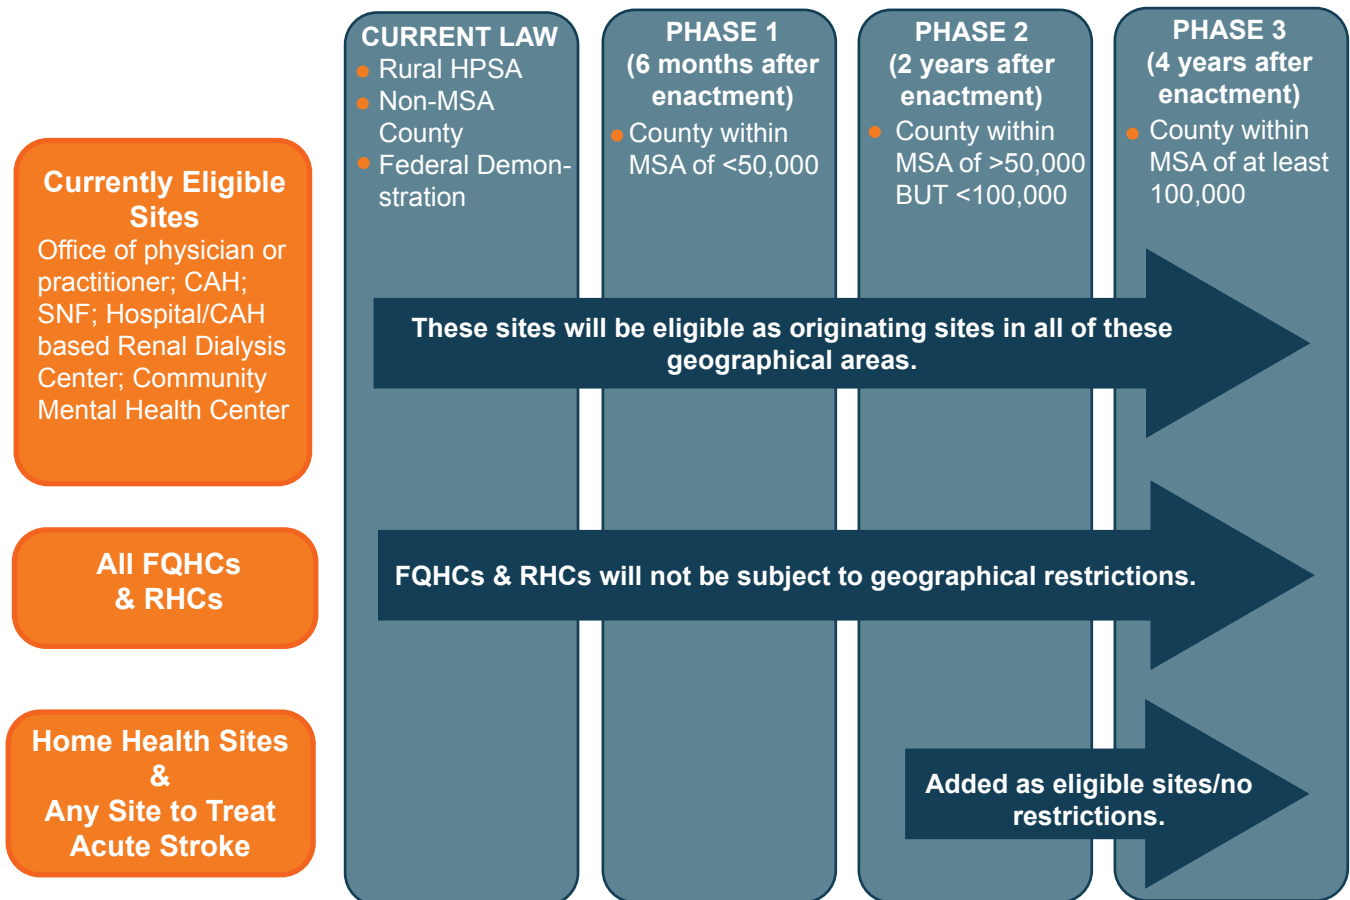 CURRENT LAW
Rural HPSA
Non-MSA
County
Federal Demon-
stration
PHASE 1
(6 months after
enactment)
County within
MSA of <50,000
PHASE 2
(2 years after
enactment)
County within
MSA of >50,000
BUT <100,000
PHASE 3
(4 years after
enactment)
County within
MSA of at least
100,000
Currently Eligible
Sites
Office of physician or
practitioner; CAH;
SNF; Hospital/CAH
based Renal Dialysis
Center; Community
Mental Health Center
These sites will be eligible as originating sites in all of these
geographical areas.
All FQHCs
& RHCs
FQHCs & RHCs will not be subject to geographical restrictions.
Home Health Sites
&
Any Site to Treat
Acute Stroke
Added as eligible sites/no
restrictions.